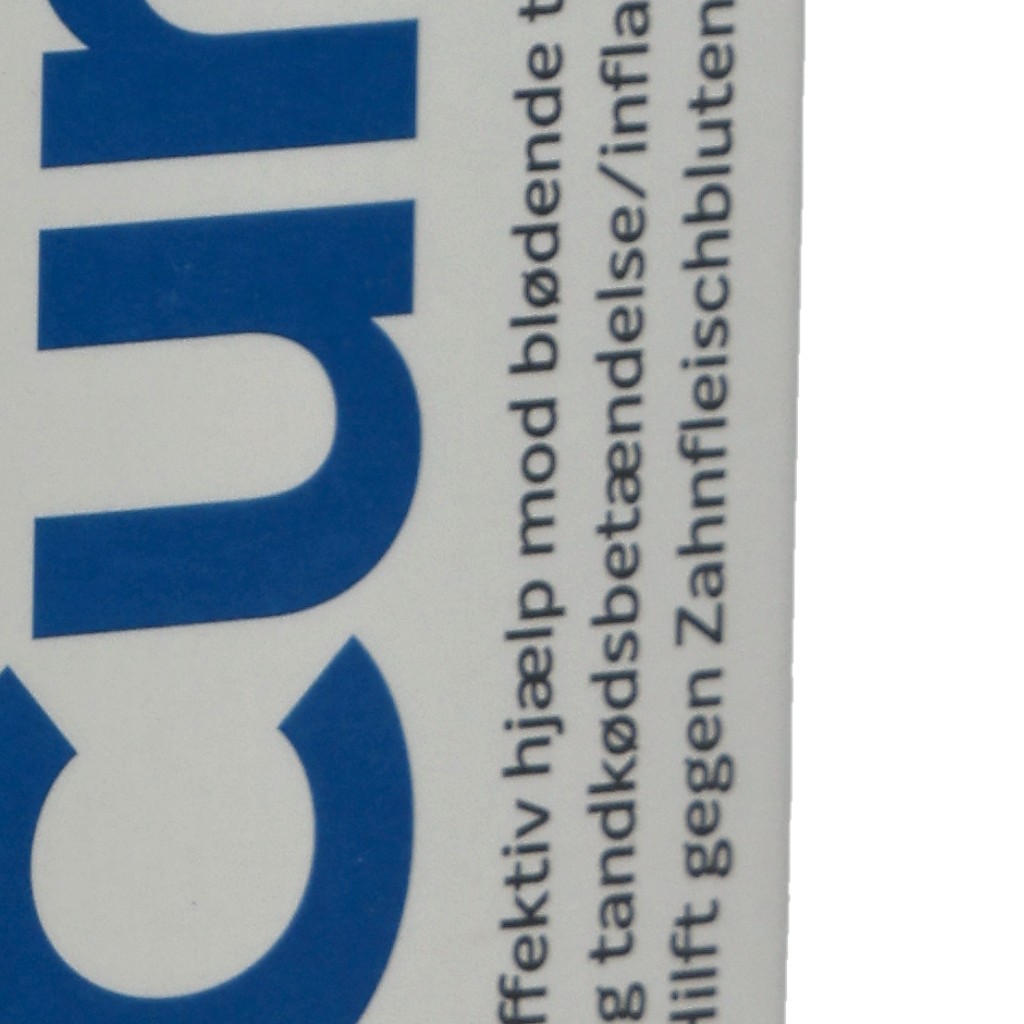 cur
ffektiv hjælp mod blødende t
g tandkødsbetændelse/infla
Hilft gegen Zahnfleischbluten